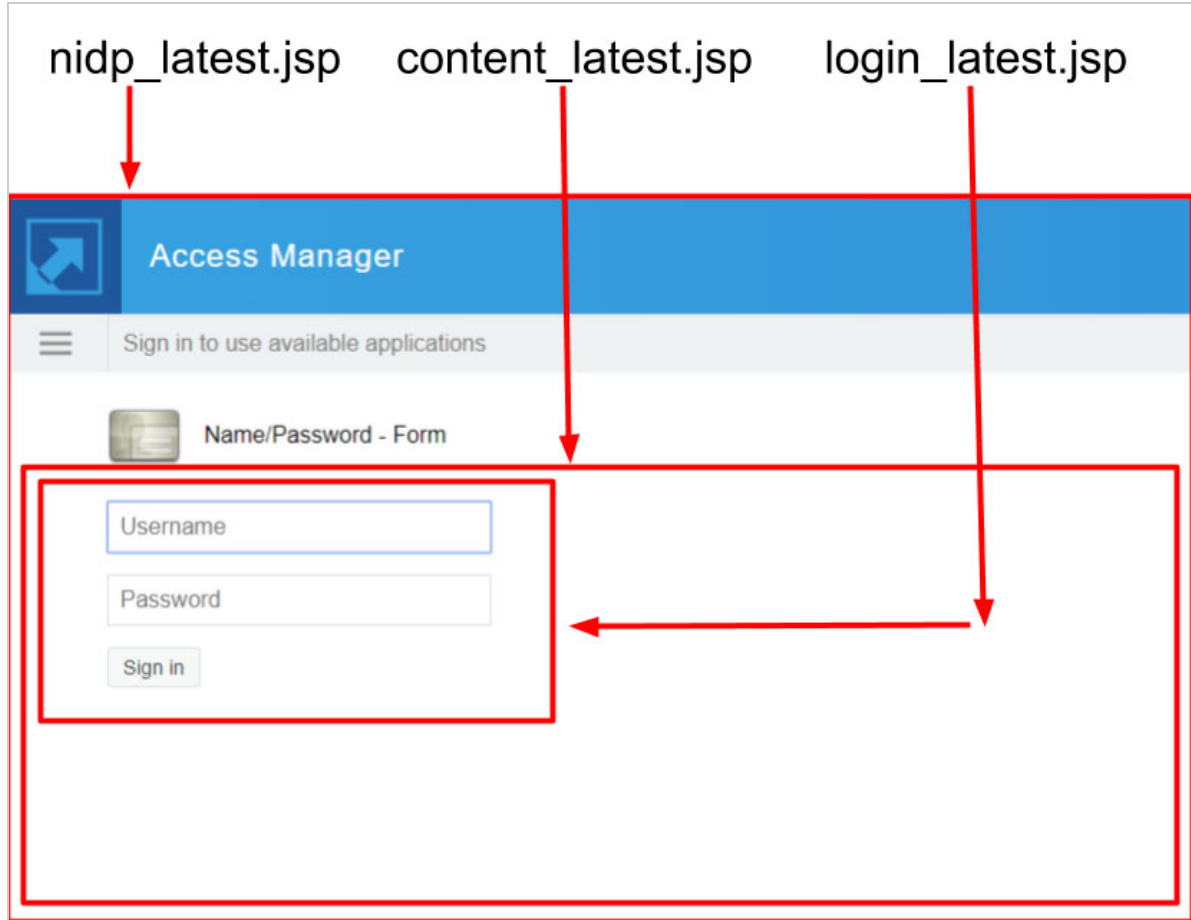 nidp_latest.jsp content_latest.jsp login_latest.jsp
Access Manager
Sign in to use available applications
Name/Password - Form
Username
Password
Sign in